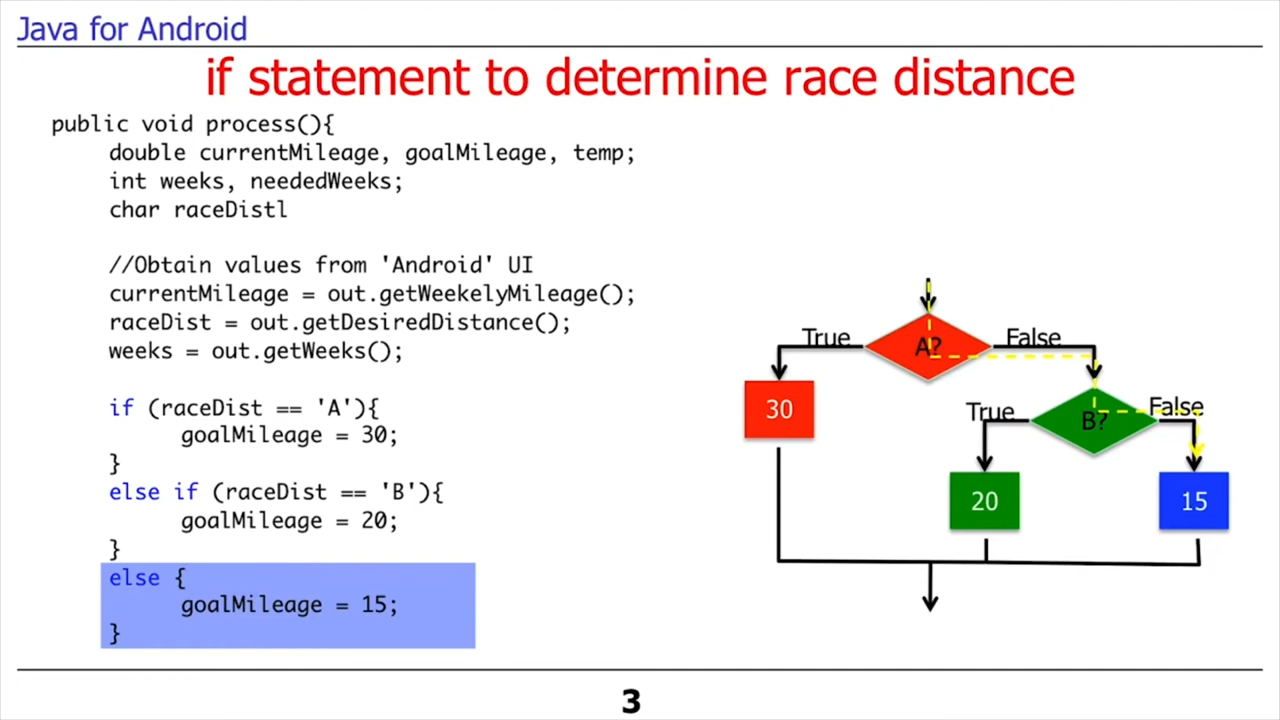 Java for Android
if statement to determine race distance
public void process(){
double currentMileage, goalMileage, temp;
int weeks, neededWeeks;
char raceDistl
//Obtain values from 'Android' UI
currentMileage = out.getWeekelyMileage();
raceDist = out.getDesiredDistance();
weeks = out.getWeeks();
if (raceDist == 'A'){
goalMileage = 30;
}
else if (raceDist == 'B'){
goalMileage = 20;
}
else {
goalMileage = 15;
}
True
A?
False
30
True
B?
False
20
15
3